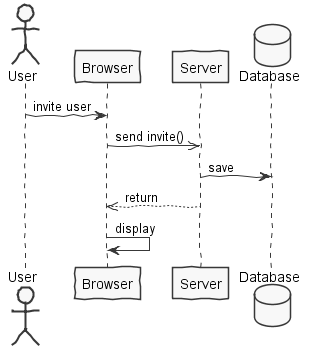 User
Browser
Server
Database
invite user
send invite()
save
return
display
User
Browser
Server
Database